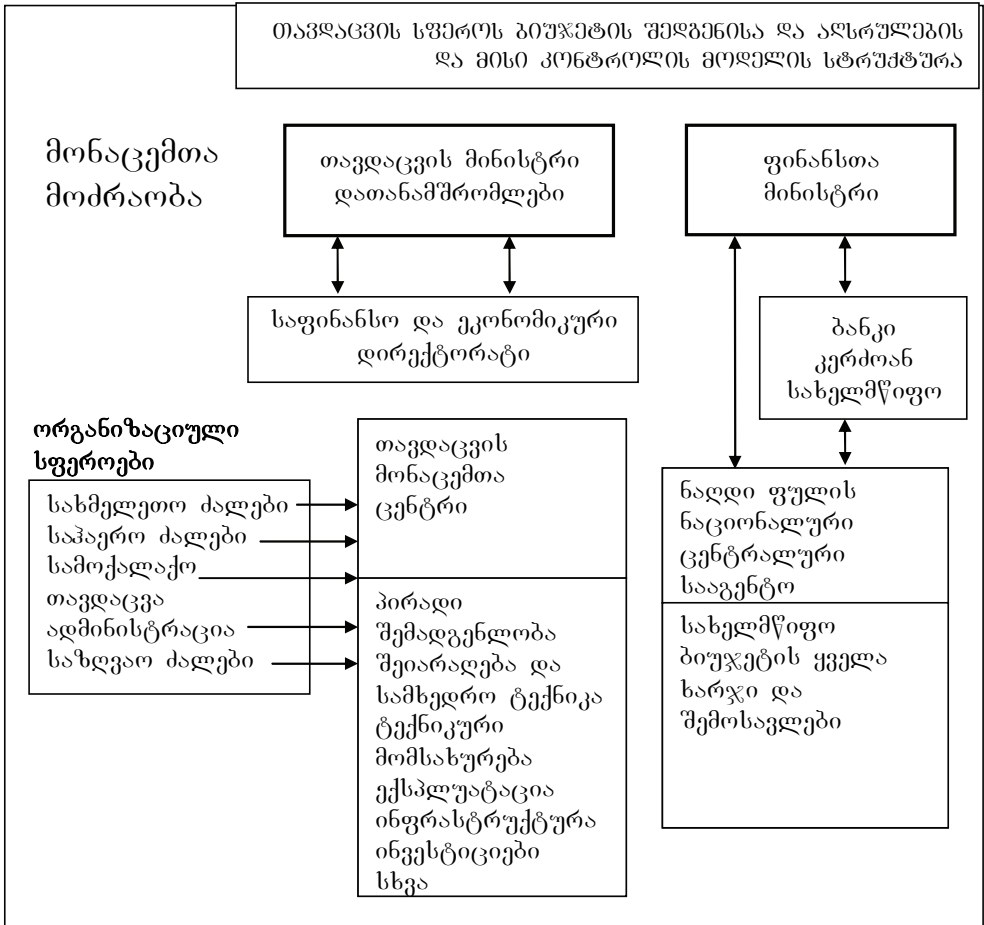 თავდაცვის სფეროს ბიუჯეტის შედგენისა და აღსრულების
და მისი კონტროლის მოდელის სტრუქტურა
მონაცემთა
მოძრაობა
თავდაცვის მინისტრი
დათანამშრომლები
ფინანსთა
მინისტრი
საფინანსო და ეკონომიკური
დირექტორატი
ბანკი
კერძოან
სახელმწიფო
ორგანიზაციული
სფეროები
სახმელეთო ძალები
საჰაერო ძალები
სამოქალაქო
თავდაცვა
ადმინისტრაცია
საზღვაო ძალები
თავდაცვის
მონაცემთა
ცენტრი
პირადი
შემადგენლობა
შეიარაღება და
სამხედრო ტექნიკა
ტექნიკური
მომსახურება
ექსპლუატაცია
ინფრასტრუქტურა
ინვესტიციები
სხვა
ნაღდი ფულის
ნაციონალური
ცენტრალური
სააგენტო
სახელმწიფო
ბიუჯეტის ყველა
ხარჯი და
შემოსავლები